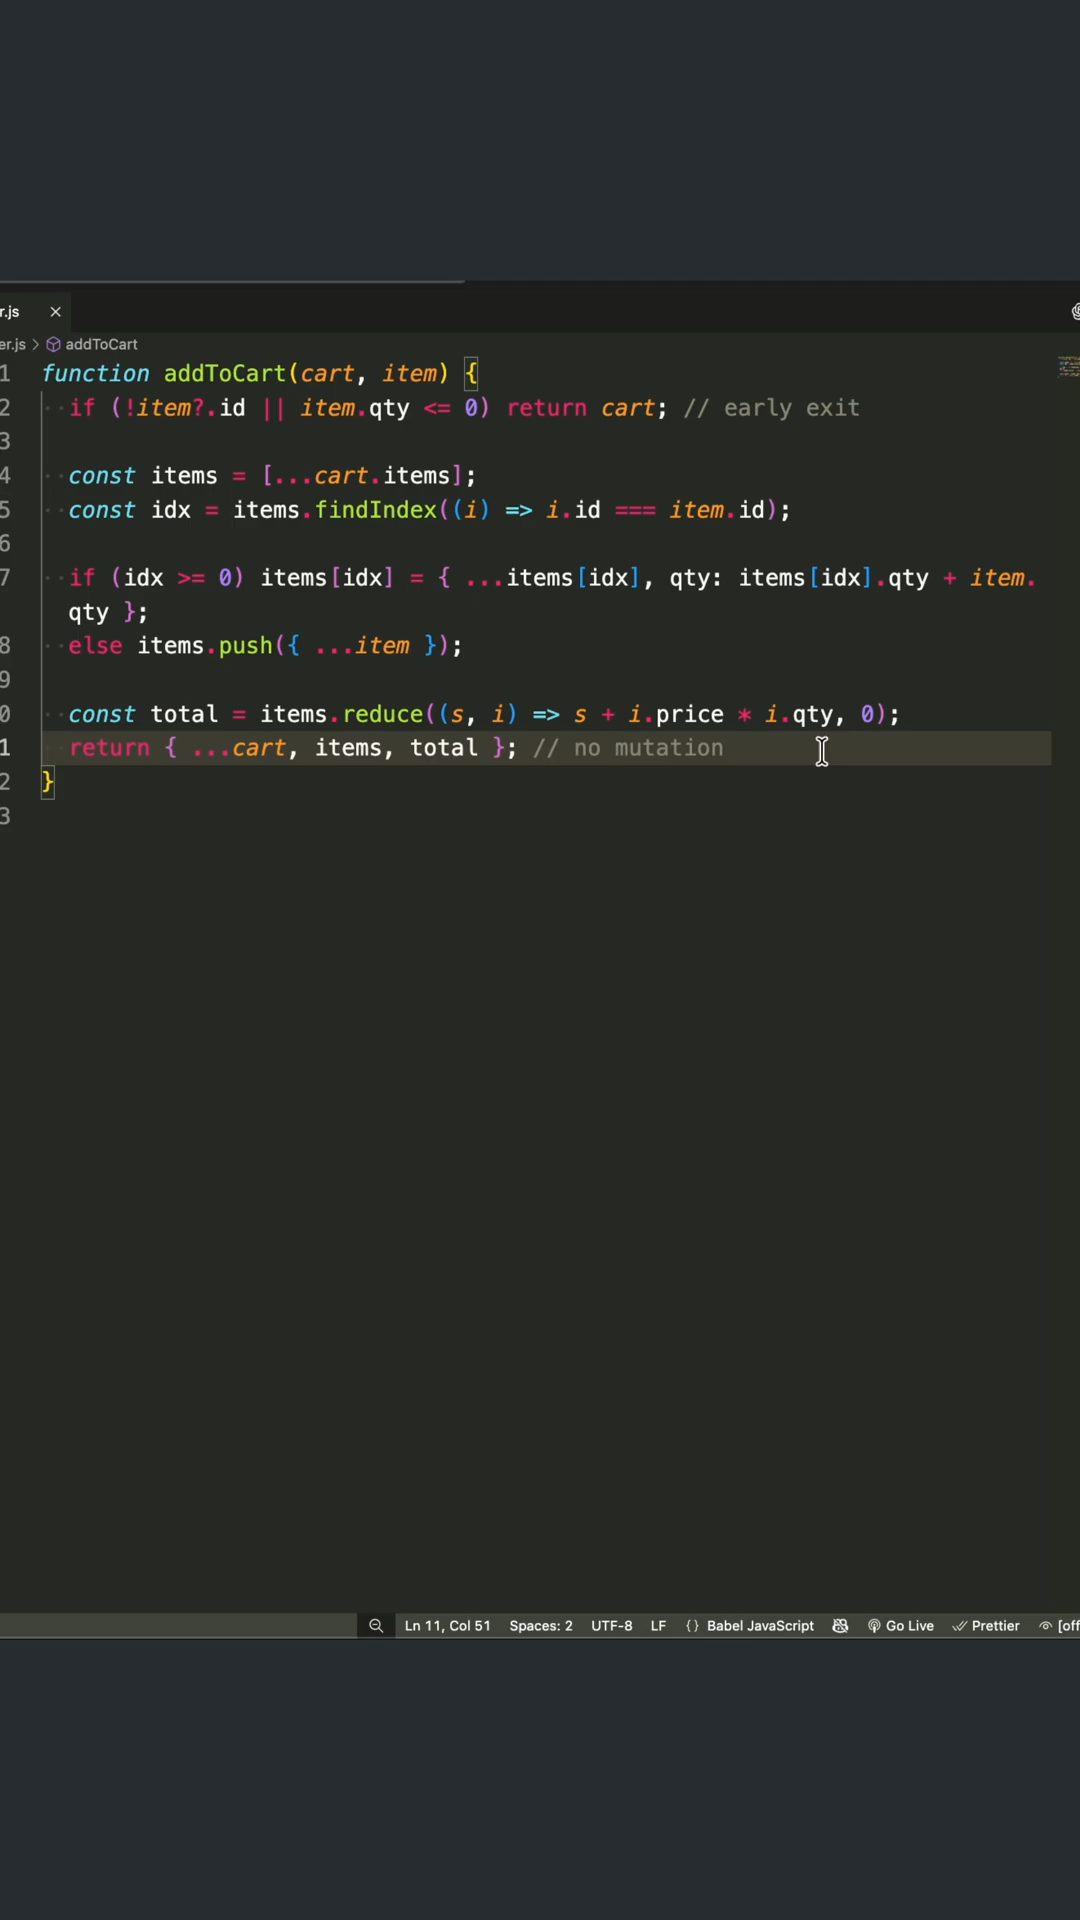 r.js
er.js > addToCart
1 function addToCart(cart, item) {
2 if (!item?.id || item.qty <= 0) return cart; // early exit
3
4 const items = [...cart.items];
5 const idx = items.findIndex((i) => i.id === item.id);
6
7 if (idx >= 0) items[idx] = { ...items[idx], qty: items[idx].qty + item.
qty };
8 else items.push({ ...item });
9
0 const total = items.reduce((s, i) => s + i.price * i.qty, 0);
1 return { ...cart, items, total }; // no mutation
2 }
3
Ln 11, Col 51 Spaces: 2 UTF-8 LF {} Babel JavaScript Go Live Prettier [off